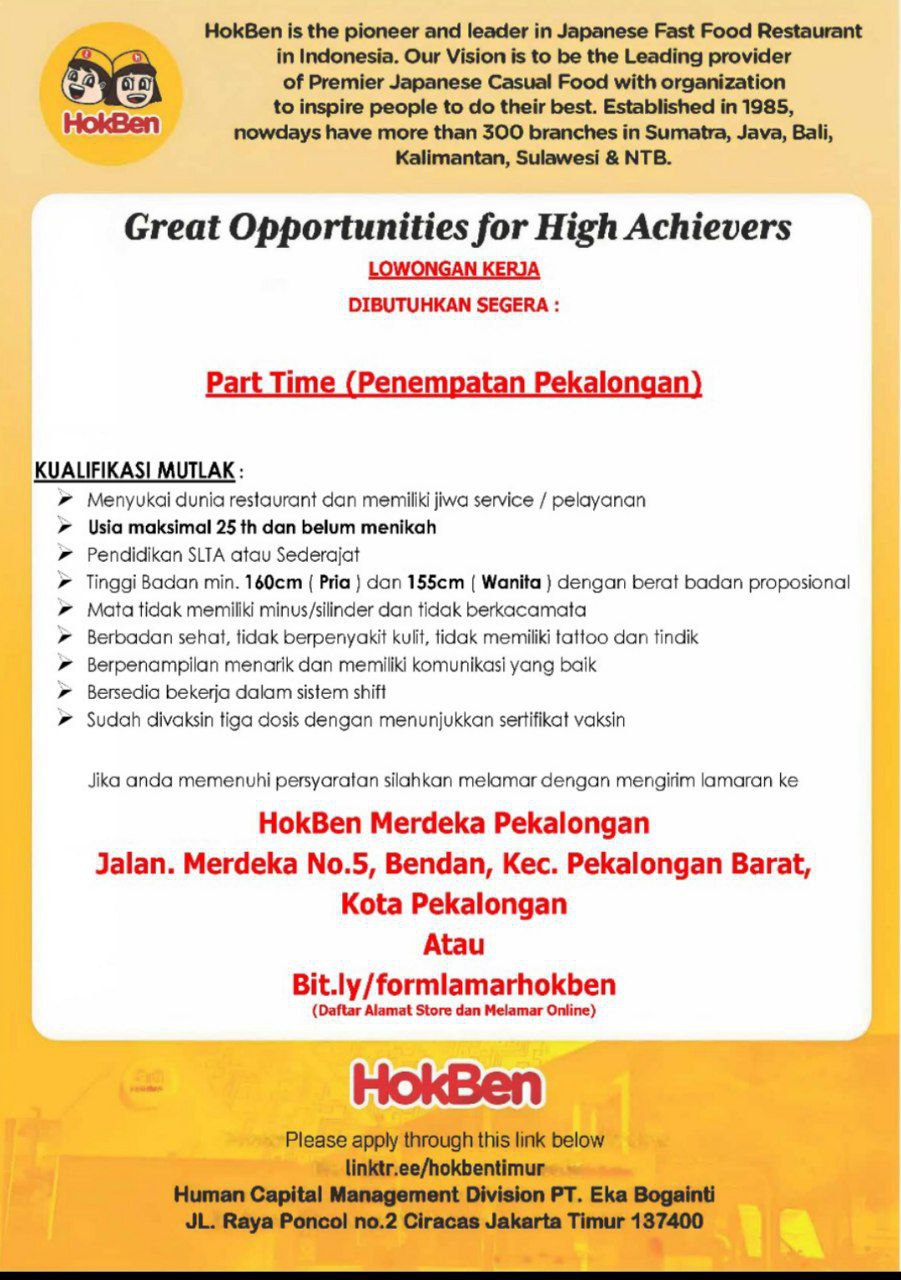 HokBen is the pioneer and leader in Japanese Fast Food Restaurant
in Indonesia. Our Vision is to be the Leading provider
of Premier Japanese Casual Food with organization
to inspire people to do their best. Established in 1985,
nowdays have more than 300 branches in Sumatra, Java, Bali,
Kalimantan, Sulawesi & NTB.
HokBen
Great Opportunities for High Achievers
LOWONGAN KERJA
DIBUTUHKAN SEGERA :
Part Time (Penempatan Pekalongan)
KUALIFIKASI MUTLAK :
➢ Menyukai dunia restaurant dan memiliki jiwa service / pelayanan
➢ Usia maksimal 25 th dan belum menikah
➢ Pendidikan SLTA atau Sederajat
➢ Tinggi Badan min. 160cm ( Pria ) dan 155cm ( Wanita ) dengan berat badan proposional
➢ Mata tidak memiliki minus/silinder dan tidak berkacamata
➢ Berbadan sehat, tidak berpenyakit kulit, tidak memiliki tattoo dan tindik
➢ Berpenampilan menarik dan memiliki komunikasi yang baik
➢ Bersedia bekerja dalam sistem shift
➢ Sudah divaksin tiga dosis dengan menunjukkan sertifikat vaksin
Jika anda memenuhi persyaratan silahkan melamar dengan mengirim lamaran ke
HokBen Merdeka Pekalongan
Jalan. Merdeka No.5, Bendan, Kec. Pekalongan Barat,
Kota Pekalongan
Atau
Bit.ly/formlamarhokben
(Daftar Alamat Store dan Melamar Online)
HokBen
Please apply through this link below
linktr.ee/hokbentimur
Human Capital Management Division PT. Eka Bogainti
JL. Raya Poncol no.2 Ciracas Jakarta Timur 137400